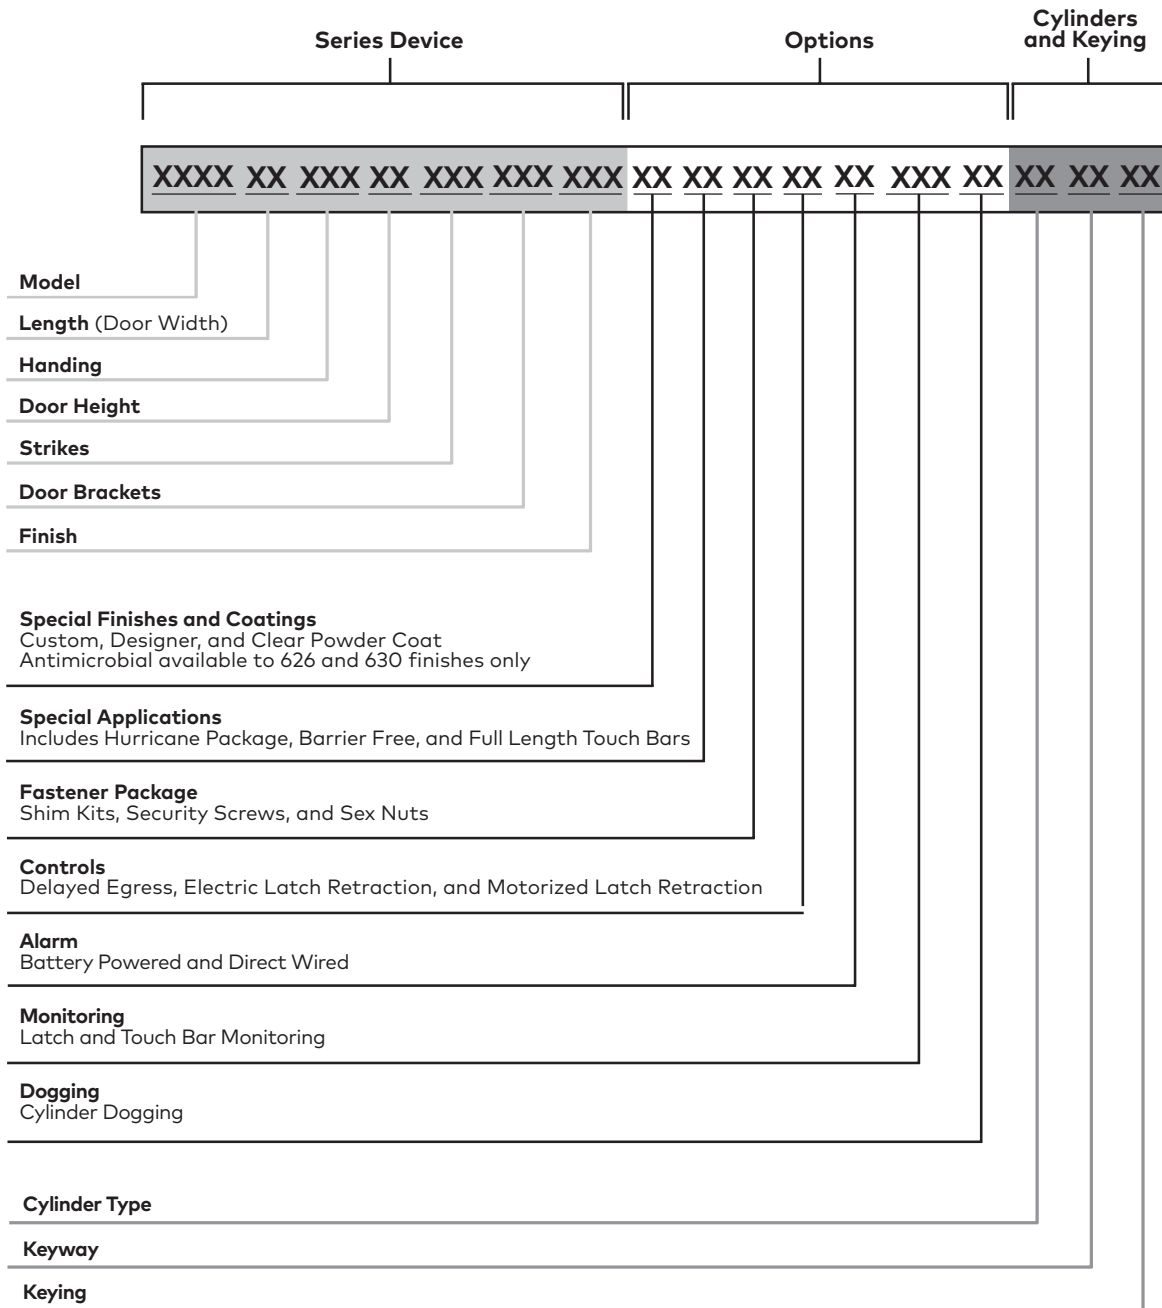 Cylinders
and Keying
Series Device
Options
XXXX XX XXX XX XXX XXX XXX XX XX XX XX XX XXX XX XX XX XX
Model
Length (Door Width)
Handing
Door Height
Strikes
Door Brackets
Finish
Special Finishes and Coatings
Custom, Designer, and Clear Powder Coat
Antimicrobial available to 626 and 630 finishes only
Special Applications
Includes Hurricane Package, Barrier Free, and Full Length Touch Bars
Fastener Package
Shim Kits, Security Screws, and Sex Nuts
Controls
Delayed Egress, Electric Latch Retraction, and Motorized Latch Retraction
Alarm
Battery Powered and Direct Wired
Monitoring
Latch and Touch Bar Monitoring
Dogging
Cylinder Dogging
Cylinder Type
Keyway
Keying